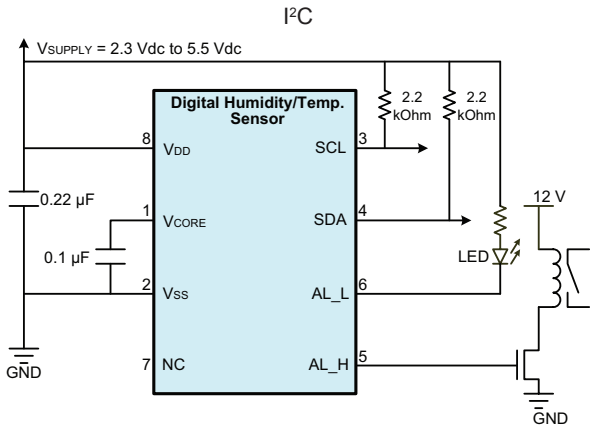 I²C
VSUPPLY = 2.3 Vdc to 5.5 Vdc
Digital Humidity/Temp.
Sensor
2.2
kOhm
2.2
kOhm
8
VDD
SCL
3
0.22 µF
12 V
1
VCORE
SDA
4
0.1 µF
LED
2
VSS
AL_L
6
7
NC
AL_H
5
GND
GND